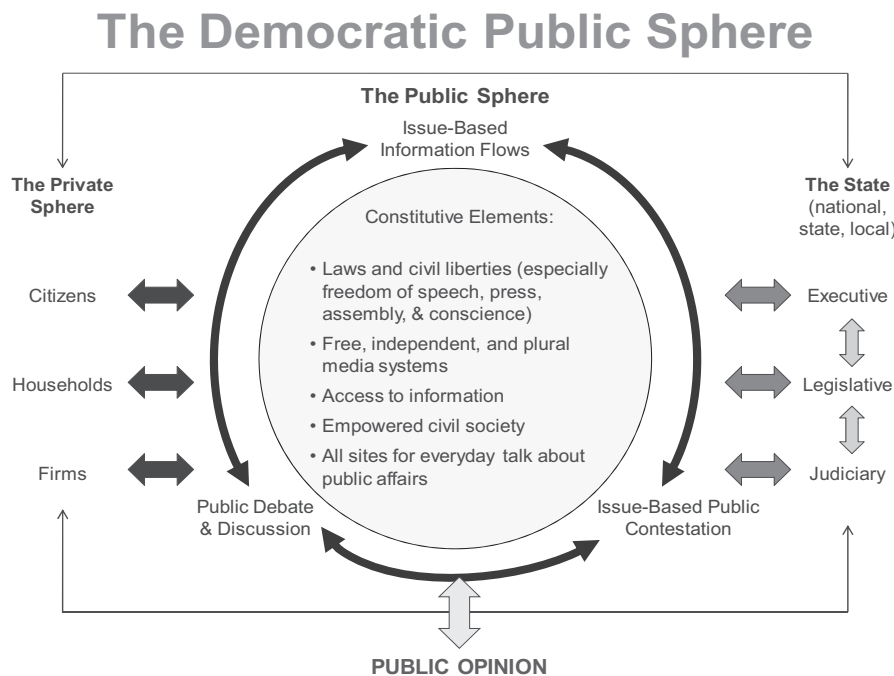 The Democratic Public Sphere
The Public Sphere
Issue-Based
Information Flows
The Private
Sphere
Citizens
Households
Firms
Constitutive Elements:
• Laws and civil liberties (especially
freedom of speech, press,
assembly, & conscience)
• Free, independent, and plural
media systems
• Access to information
• Empowered civil society
• All sites for everyday talk about
public affairs
The State
(national,
state, local)
Executive
Legislative
Judiciary
Public Debate
& Discussion
Issue-Based Public
Contestation
PUBLIC OPINION